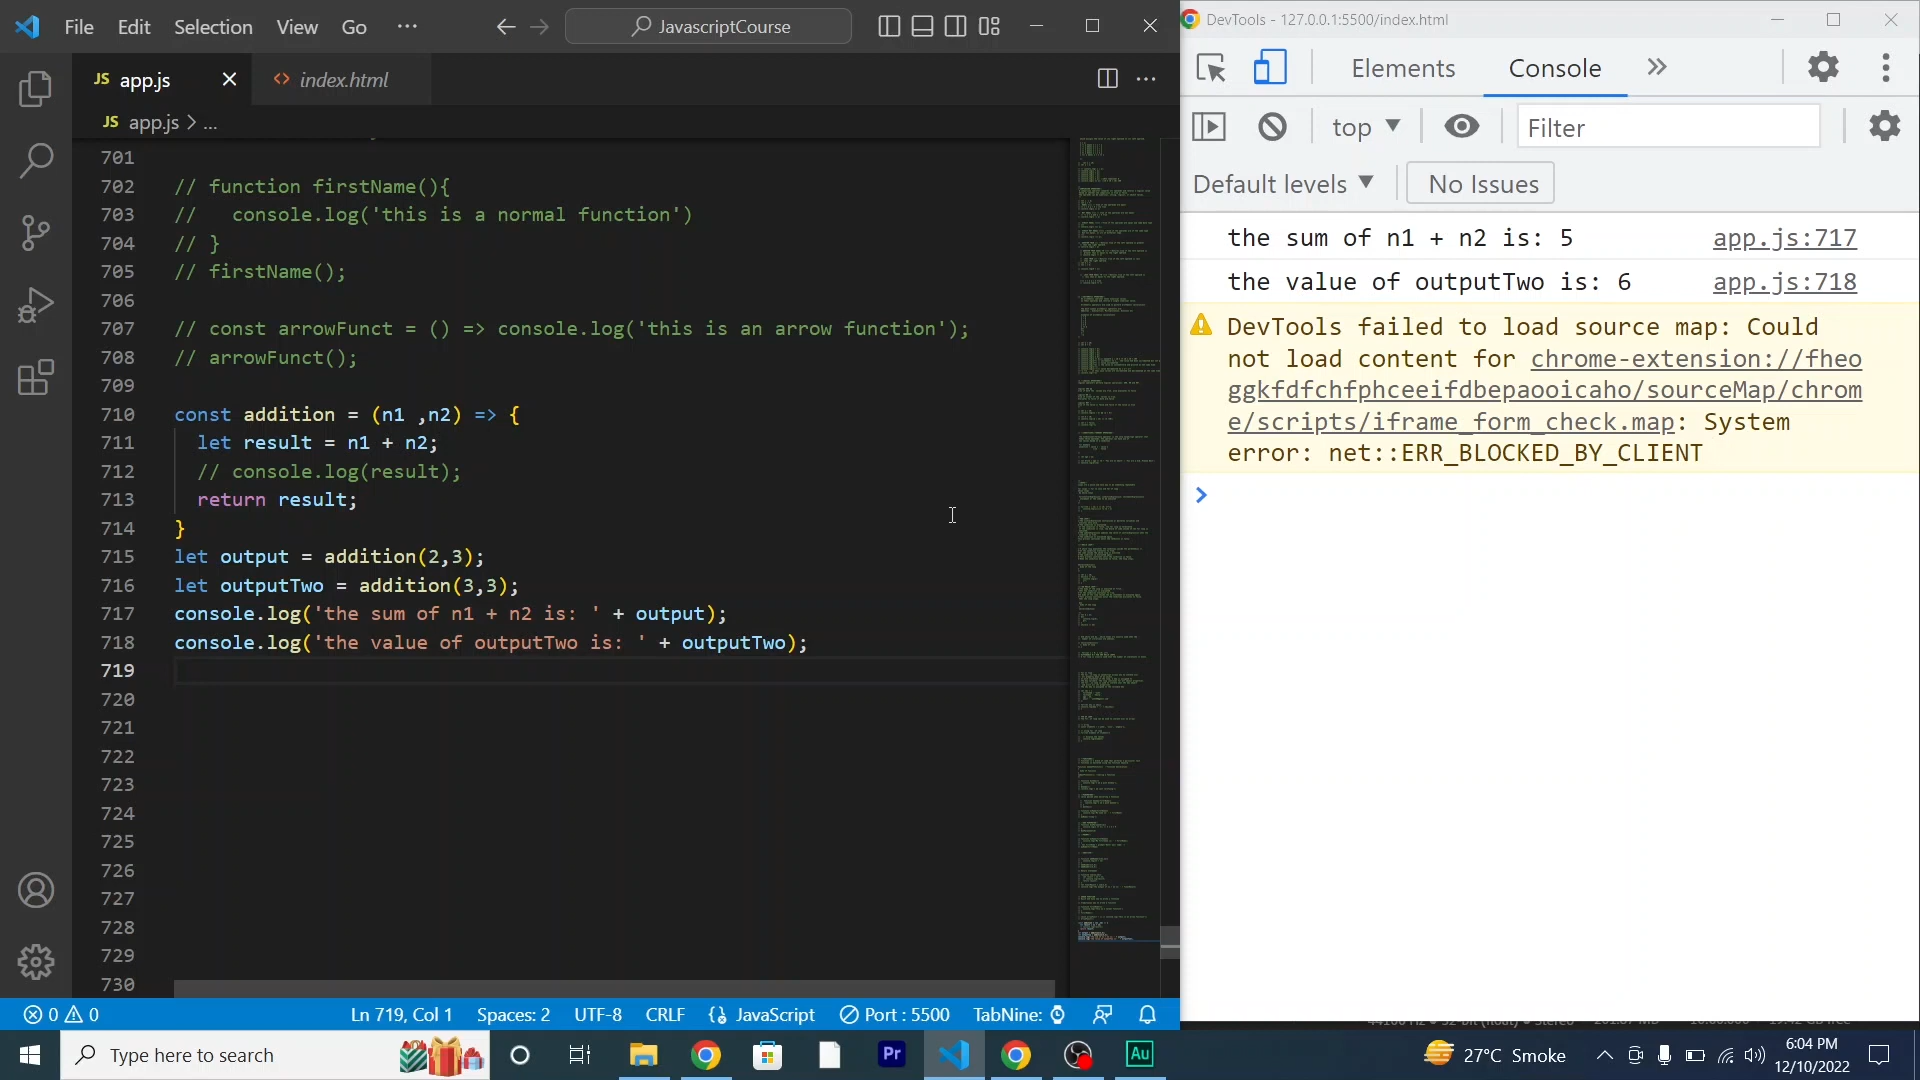 File Edit Selection View Go ··· JavascriptCourse
JS app.js index.html
JS app.js > ...
701
702 // function firstName(){
703 //   console.log('this is a normal function')
704 // }
705 // firstName();
706
707 // const arrowFunct = () => console.log('this is an arrow function');
708 // arrowFunct();
709
710 const addition = (n1 ,n2) => {
711   let result = n1 + n2;
712   // console.log(result);
713   return result;
714 }
715 let output = addition(2,3);
716 let outputTwo = addition(3,3);
717 console.log('the sum of n1 + n2 is: ' + output);
718 console.log('the value of outputTwo is: ' + outputTwo);
719
720
721
722
723
724
725
726
727
728
729
730
0 0 Ln 719, Col 1 Spaces: 2 UTF-8 CRLF JavaScript Port : 5500 TabNine:
DevTools - 127.0.0.1:5500/index.html
Elements Console
top Filter
Default levels No Issues
the sum of n1 + n2 is: 5 app.js:717
the value of outputTwo is: 6 app.js:718
DevTools failed to load source map: Could
not load content for chrome-extension://fheo
ggkfdfchfphceeifdbepaooicaho/sourceMap/chrom
e/scripts/iframe_form_check.map: System
error: net::ERR_BLOCKED_BY_CLIENT
Type here to search Pr Au 27°C Smoke 6:04 PM
12/10/2022